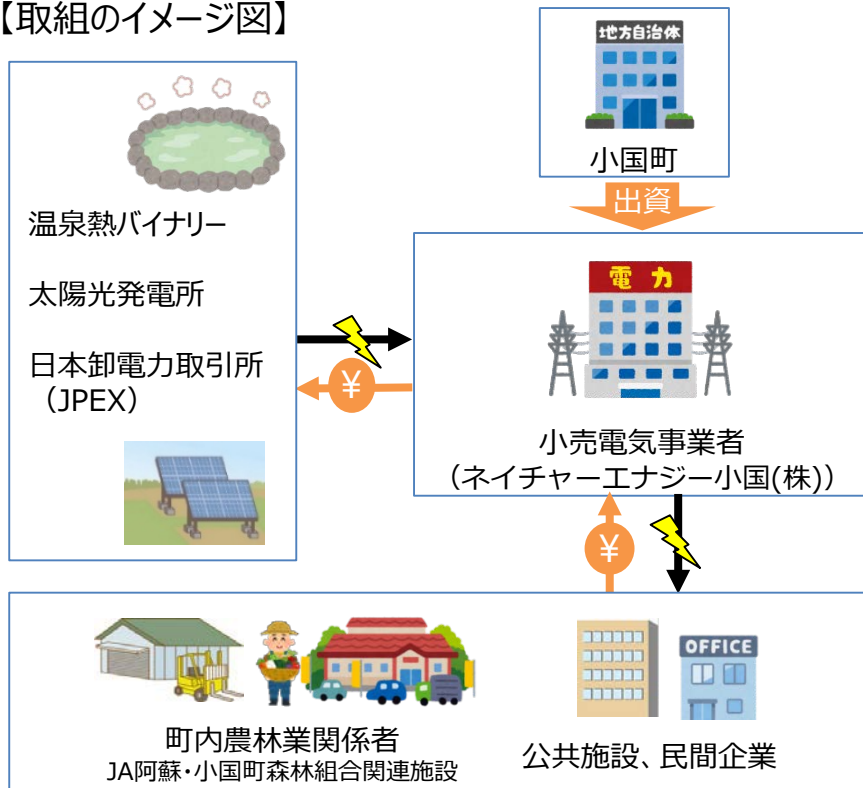 【取組のイメージ図】
地方自治体
小国町
出資
温泉熱バイナリー
太陽光発電所
日本卸電力取引所
（JPEX）
¥
電力
小売電気事業者
（ネイチャーエナジー小国(株)）
¥
OFFICE
町内農林業関係者
JA阿蘇・小国町森林組合関連施設
公共施設、民間企業